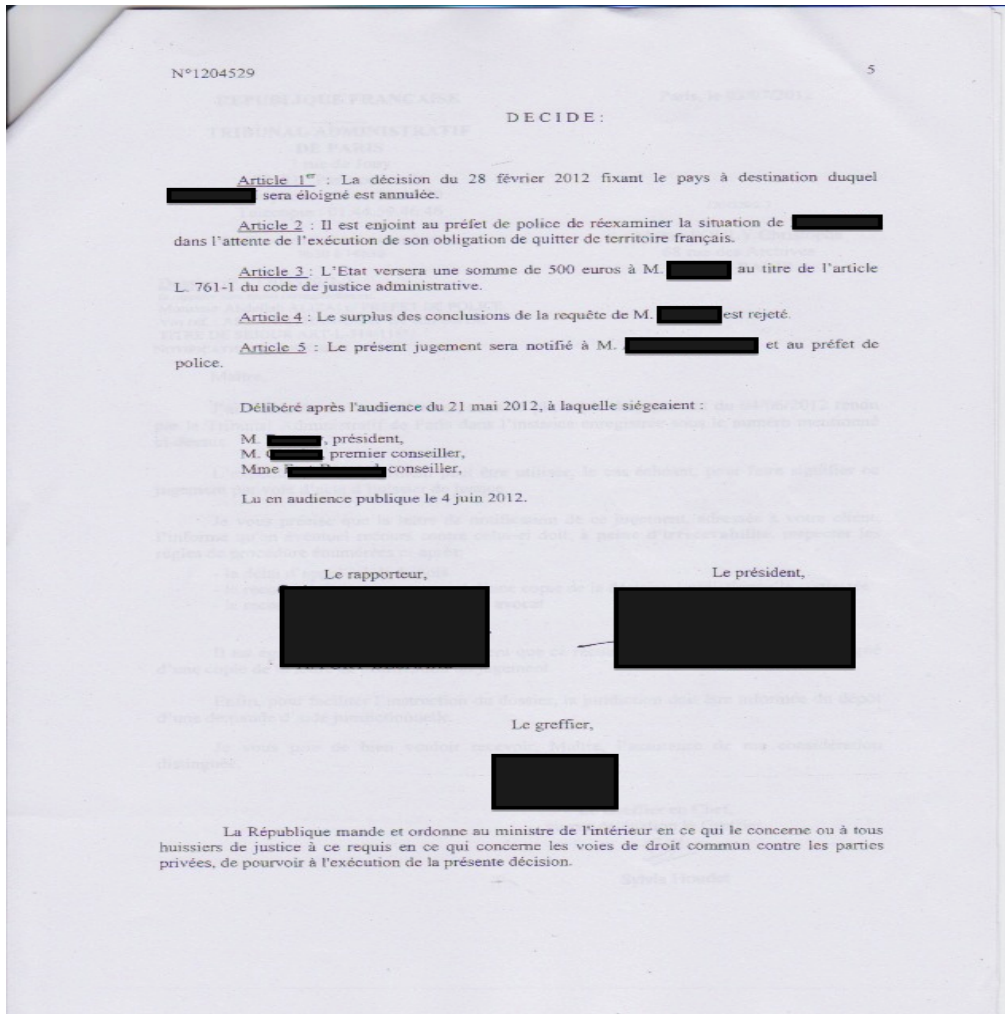 N°1204529
5
DECIDE:
Article 1er : La décision du 28 février 2012 fixant le pays à destination duquel
sera éloigné est annulée.
Article 2 : Il est enjoint au préfet de police de réexaminer la situation de
dans l'attente de l'exécution de son obligation de quitter de territoire français.
Article 3 : L'Etat versera une somme de 500 euros à M. au titre de l'article
L. 761-1 du code de justice administrative.
Article 4 : Le surplus des conclusions de la requête de M. est rejeté.
Article 5 : Le présent jugement sera notifié à M. et au préfet de
police.
Délibéré après l'audience du 21 mai 2012, à laquelle siégeaient :
M. , président,
M. , premier conseiller,
Mme conseiller,
Lu en audience publique le 4 juin 2012.
Le rapporteur,
Le président,
Le greffier,
La République mande et ordonne au ministre de l'intérieur en ce qui le concerne ou à tous
huissiers de justice à ce requis en ce qui concerne les voies de droit commun contre les parties
privées, de pourvoir à l'exécution de la présente décision.